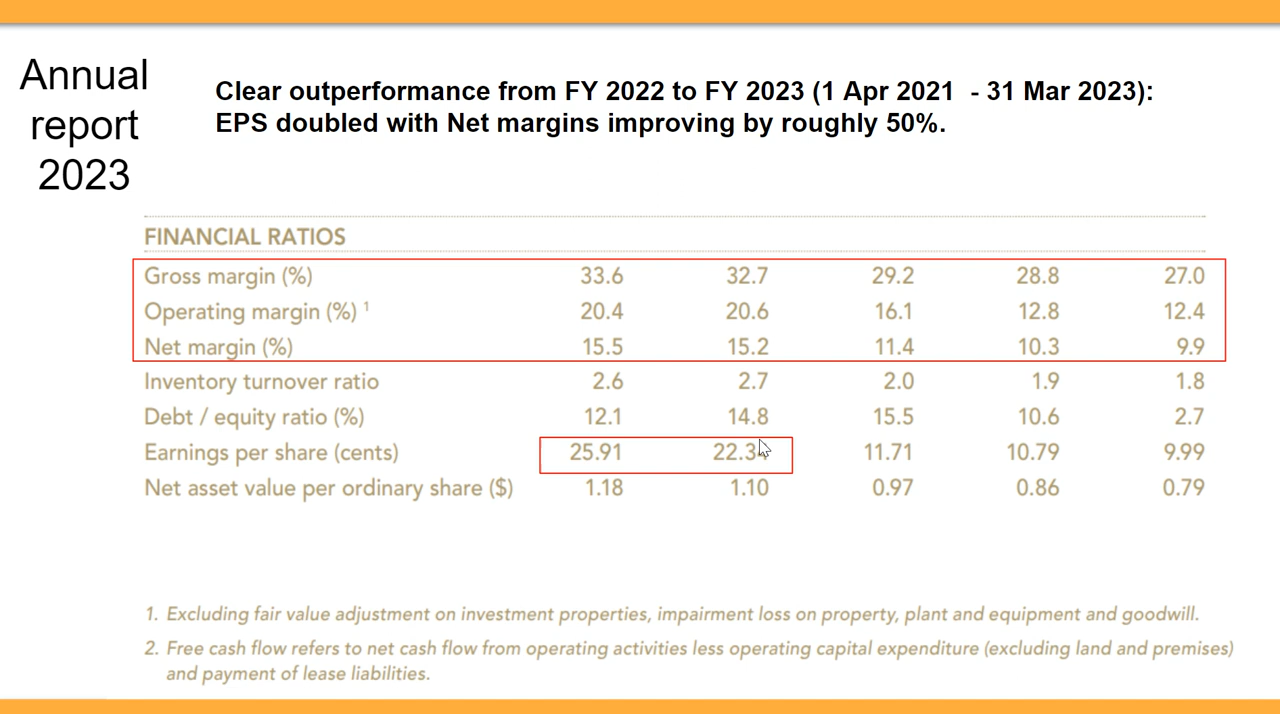 Annual
report
2023
Clear outperformance from FY 2022 to FY 2023 (1 Apr 2021 - 31 Mar 2023):
EPS doubled with Net margins improving by roughly 50%.
FINANCIAL RATIOS
Gross margin (%) 33.6 32.7 29.2 28.8 27.0
Operating margin (%) 1 20.4 20.6 16.1 12.8 12.4
Net margin (%) 15.5 15.2 11.4 10.3 9.9
Inventory turnover ratio 2.6 2.7 2.0 1.9 1.8
Debt / equity ratio (%) 12.1 14.8 15.5 10.6 2.7
Earnings per share (cents) 25.91 11.71 10.79 9.99
Net asset value per ordinary share ($) 1.18 1.10 0.97 0.86 0.79
1. Excluding fair value adjustment on investment properties, impairment loss on property, plant and equipment and goodwill.
2. Free cash flow refers to net cash flow from operating activities less operating capital expenditure (excluding land and premises)
and payment of lease liabilities.